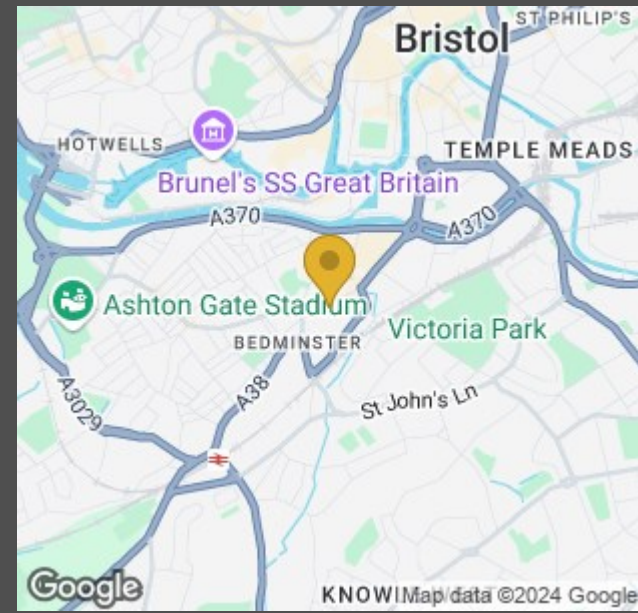 ST PHILIP'S
Bristol
HOTWELLS
TEMPLE MEADS
Brunel's SS Great Britain
A370
A370
Ashton Gate Stadium
BEDMINSTER
Victoria Park
A38
St John's Ln
A3029
Google
Map data ©2024 Google